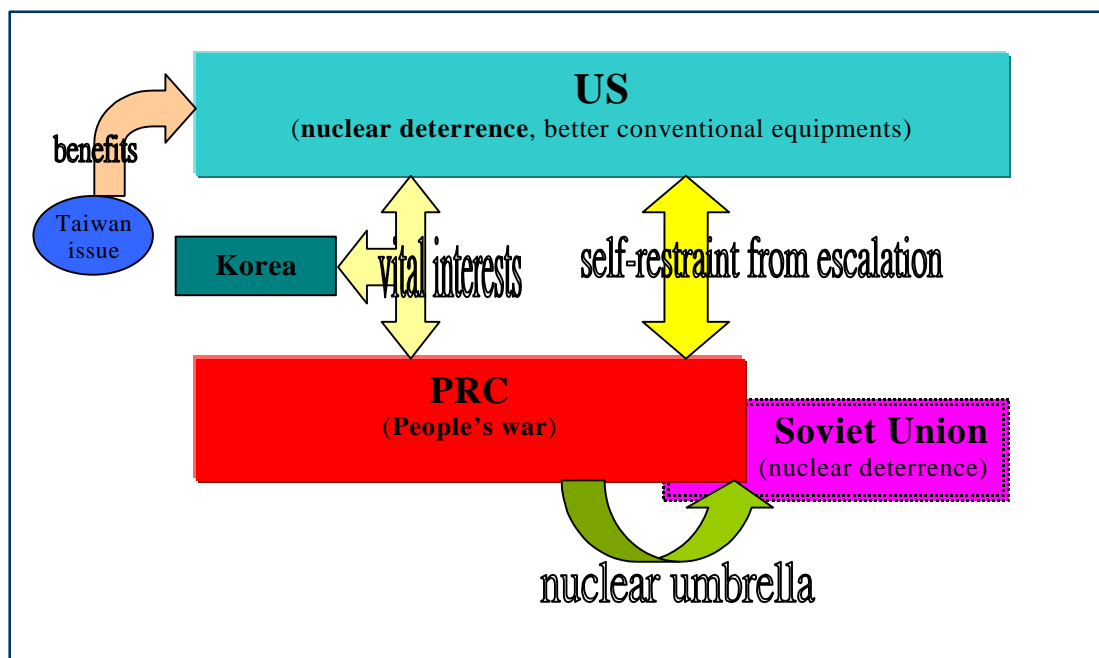 US
(nuclear deterrence, better conventional equipments)
benefits
Taiwan
issue
Korea
vital interests
self-restraint from escalation
PRC
(People's war)
Soviet Union
(nuclear deterrence)
nuclear umbrella